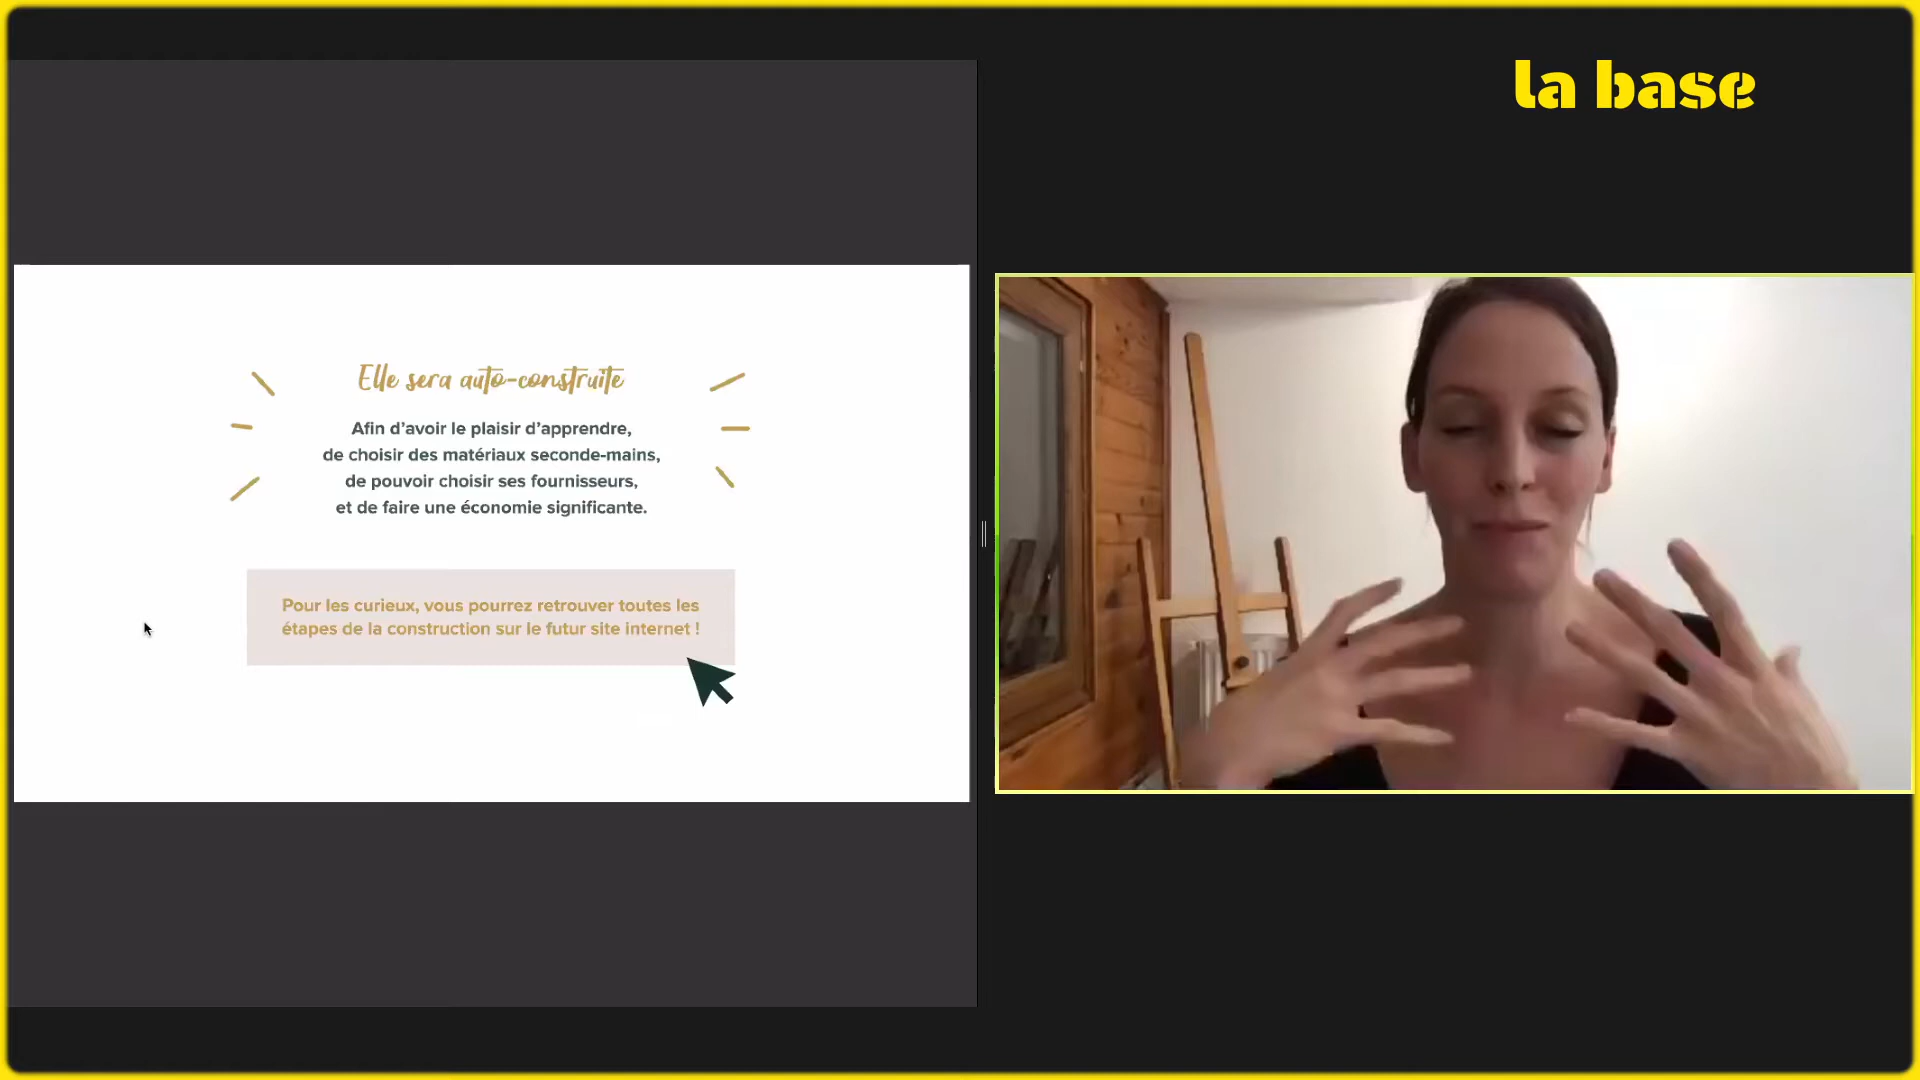 la base
Elle sera auto-construite
Afin d'avoir le plaisir d'apprendre,
de choisir des matériaux seconde-mains,
de pouvoir choisir ses fournisseurs,
et de faire une économie significante.
Pour les curieux, vous pourrez retrouver toutes les
étapes de la construction sur le futur site internet !